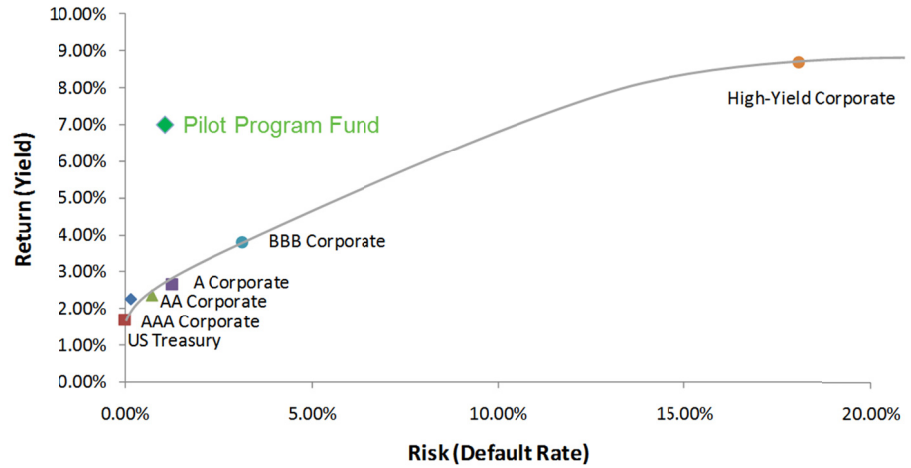 10.00%
9.00%
8.00%
7.00%
6.00%
5.00%
4.00%
3.00%
2.00%
1.00%
0.00%
Return (Yield)
High-Yield Corporate
Pilot Program Fund
BBB Corporate
A Corporate
AA Corporate
AAA Corporate
US Treasury
0.00%
5.00%
10.00%
15.00%
20.00%
Risk (Default Rate)